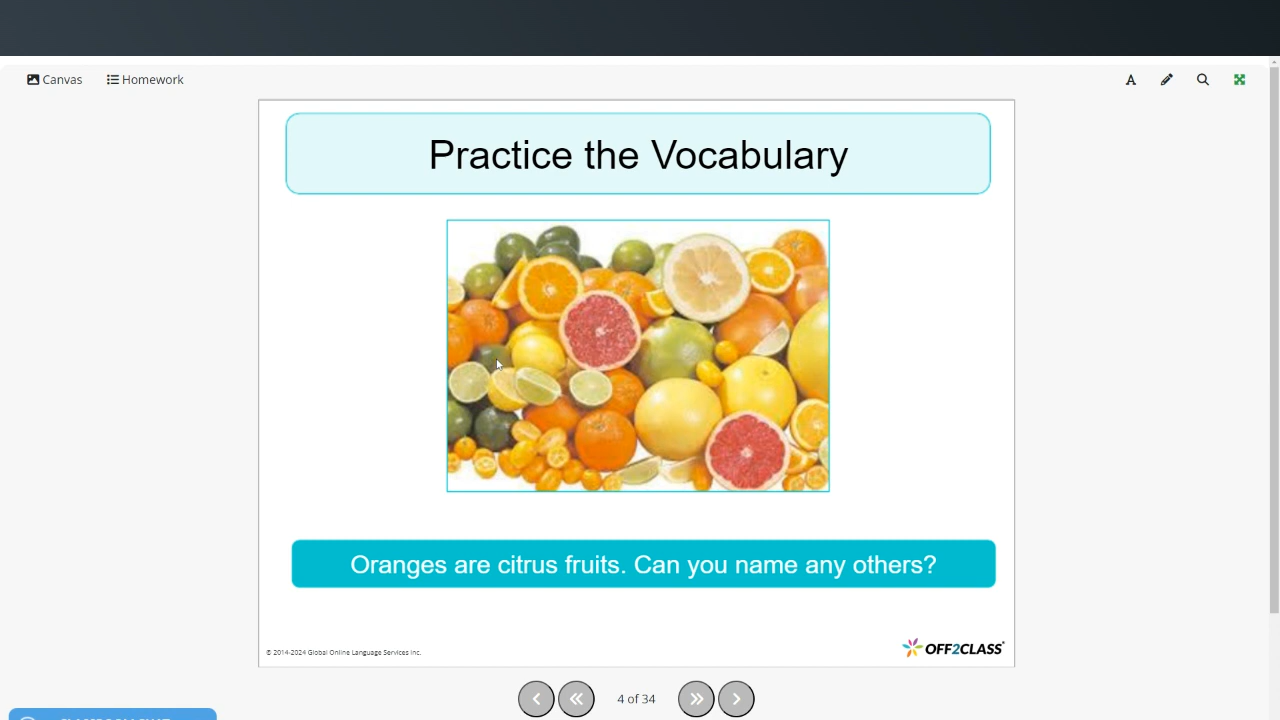 Canvas
Homework
A
Practice the Vocabulary
Oranges are citrus fruits. Can you name any others?
© 2014-2024 Global Online Language Services Inc.
OFF2CLASS
4 of 34